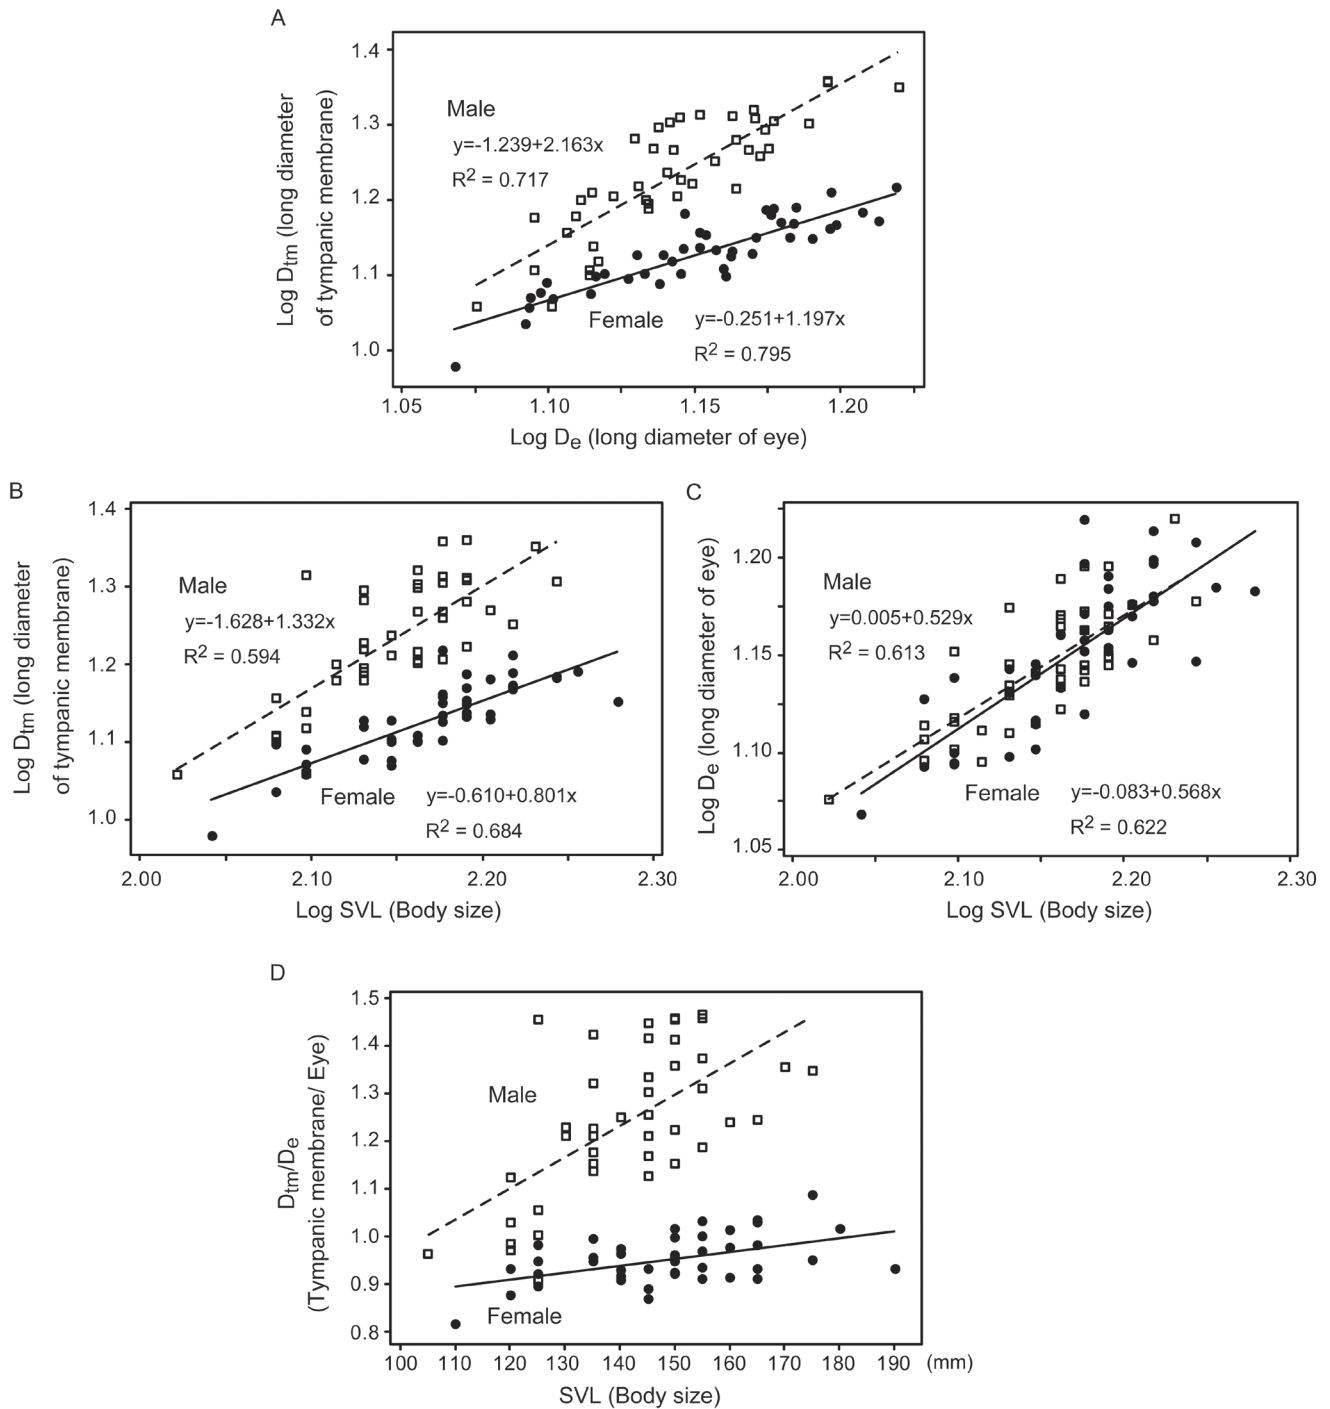 A
Log Dtm (long diameter
of tympanic membrane)
1.4
1.3
1.2
1.1
1.0
Male
y=-1.239+2.163x
R2 = 0.717
Female
y=-0.251+1.197x
R2 = 0.795
1.05
1.10
1.15
1.20
Log De (long diameter of eye)
B
Log Dtm (long diameter
of tympanic membrane)
1.4
1.3
1.2
1.1
1.0
Male
y=-1.628+1.332x
R2 = 0.594
Female
y=-0.610+0.801x
R2 = 0.684
2.00
2.10
2.20
2.30
Log SVL (Body size)
C
Log De (long diameter of eye)
1.20
1.15
1.10
1.05
Male
y=0.005+0.529x
R2 = 0.613
Female
y=-0.083+0.568x
R2 = 0.622
2.00
2.10
2.20
2.30
Log SVL (Body size)
D
Dtm/De
(Tympanic membrane/ Eye)
1.5
1.4
1.3
1.2
1.1
1.0
0.9
0.8
Male
Female
100
110
120
130
140
150
160
170
180
190
(mm)
SVL (Body size)